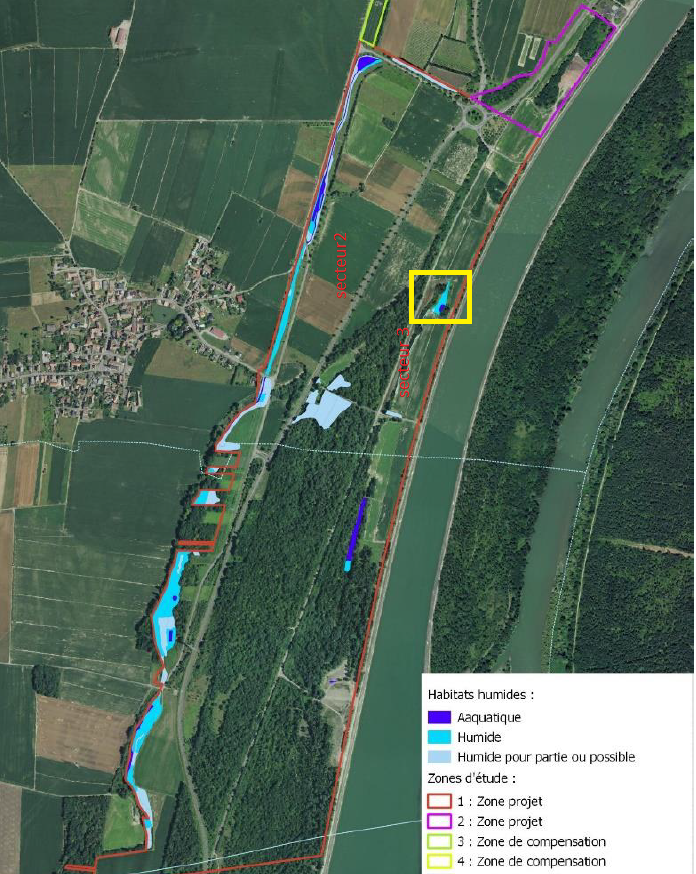 secteur 2
secteur 3
Habitats humides :
Aaquatique
Humide
Humide pour partie ou possible
Zones d'étude :
1 : Zone projet
2 : Zone projet
3 : Zone de compensation
4 : Zone de compensation